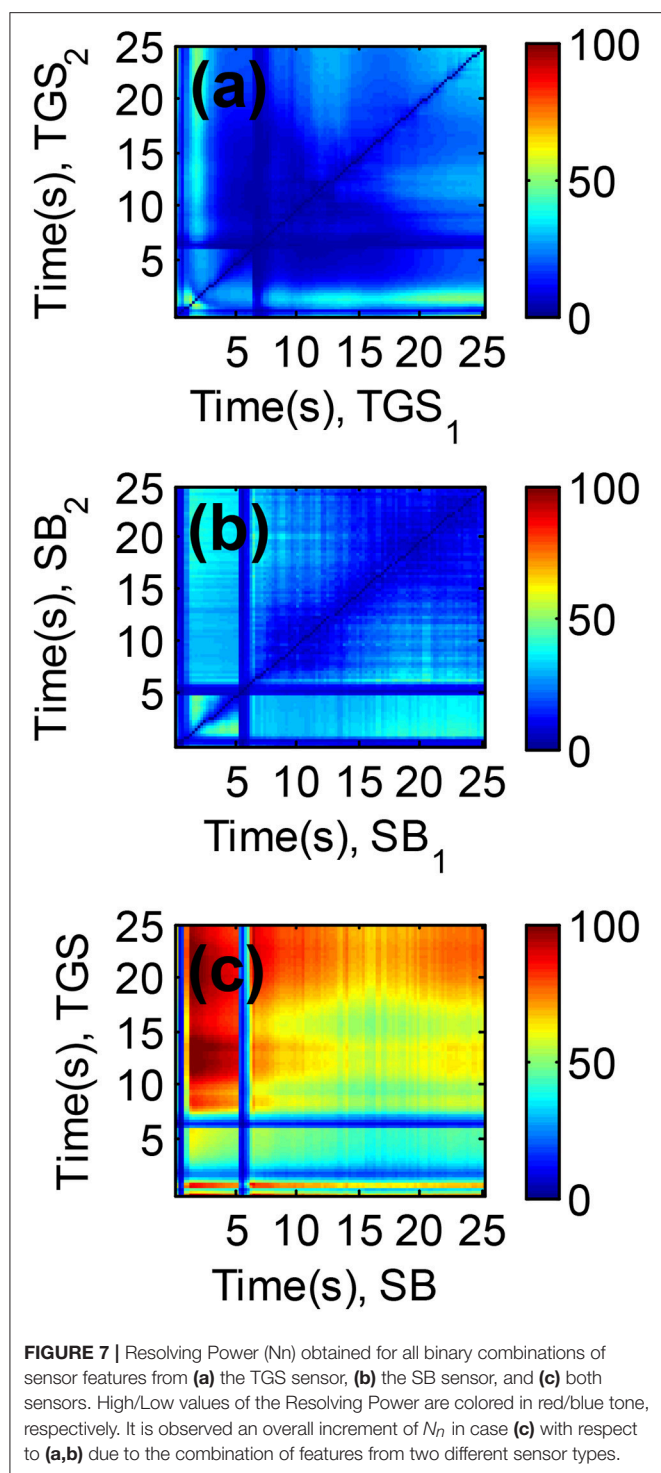 25
20
15
10
5
Time(s), TGS2
(a)
5 10 15 20 25
Time(s), TGS1
100
50
0
25
20
15
10
5
Time(s), SB2
(b)
5 10 15 20 25
Time(s), SB1
100
50
0
25
20
15
10
5
Time(s), TGS
(c)
5 10 15 20 25
Time(s), SB
100
50
0
FIGURE 7 | Resolving Power (Nn) obtained for all binary combinations of
sensor features from (a) the TGS sensor, (b) the SB sensor, and (c) both
sensors. High/Low values of the Resolving Power are colored in red/blue tone,
respectively. It is observed an overall increment of Nn in case (c) with respect
to (a,b) due to the combination of features from two different sensor types.